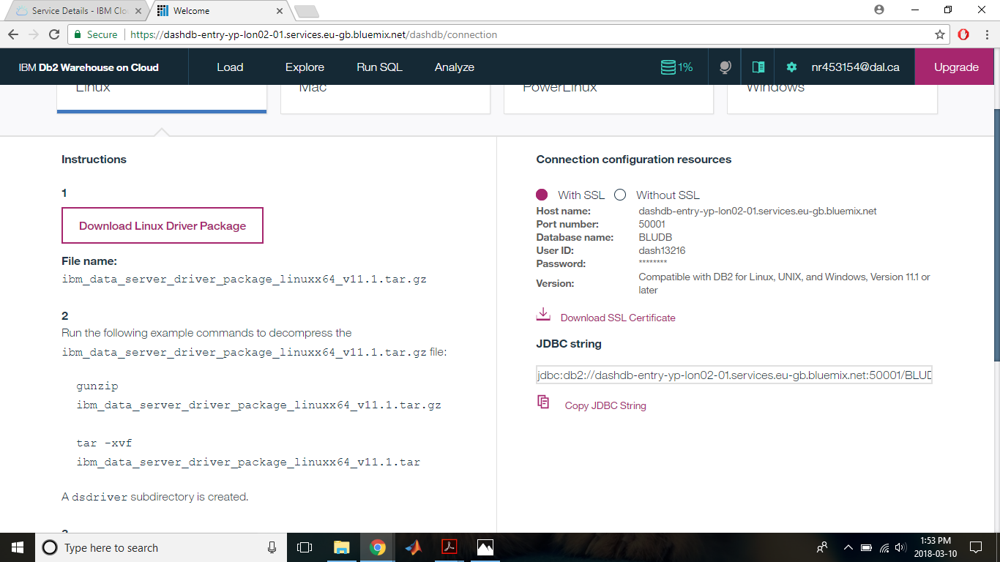 Service Details - IBM Clo
Welcome
Secure
https://dashdb-entry-yp-lon02-01.services.eu-gb.bluemix.net/dashdb/connection
IBM Db2 Warehouse on Cloud
Load
Explore
Run SQL
Analyze
1%
nr453154@dal.ca
Upgrade
Linux
Mac
PowerLinux
Windows
Instructions
1
Download Linux Driver Package
File name:
ibm_data_server_driver_package_linuxx64_v11.1.tar.gz
2
Run the following example commands to decompress the
ibm_data_server_driver_package_linuxx64_v11.1.tar.gz file:
gunzip
ibm_data_server_driver_package_linuxx64_v11.1.tar.gz
tar -xvf
ibm_data_server_driver_package_linuxx64_v11.1.tar
A dsdriver subdirectory is created.
Connection configuration resources
With SSL
Without SSL
Host name: dashdb-entry-yp-lon02-01.services.eu-gb.bluemix.net
Port number: 50001
Database name: BLUDB
User ID: dash13216
Password: ********
Version: Compatible with DB2 for Linux, UNIX, and Windows, Version 11.1 or
later
Download SSL Certificate
JDBC string
jdbc:db2://dashdb-entry-yp-lon02-01.services.eu-gb.bluemix.net:50001/BLUD
Copy JDBC String
Type here to search
1:53 PM
2018-03-10